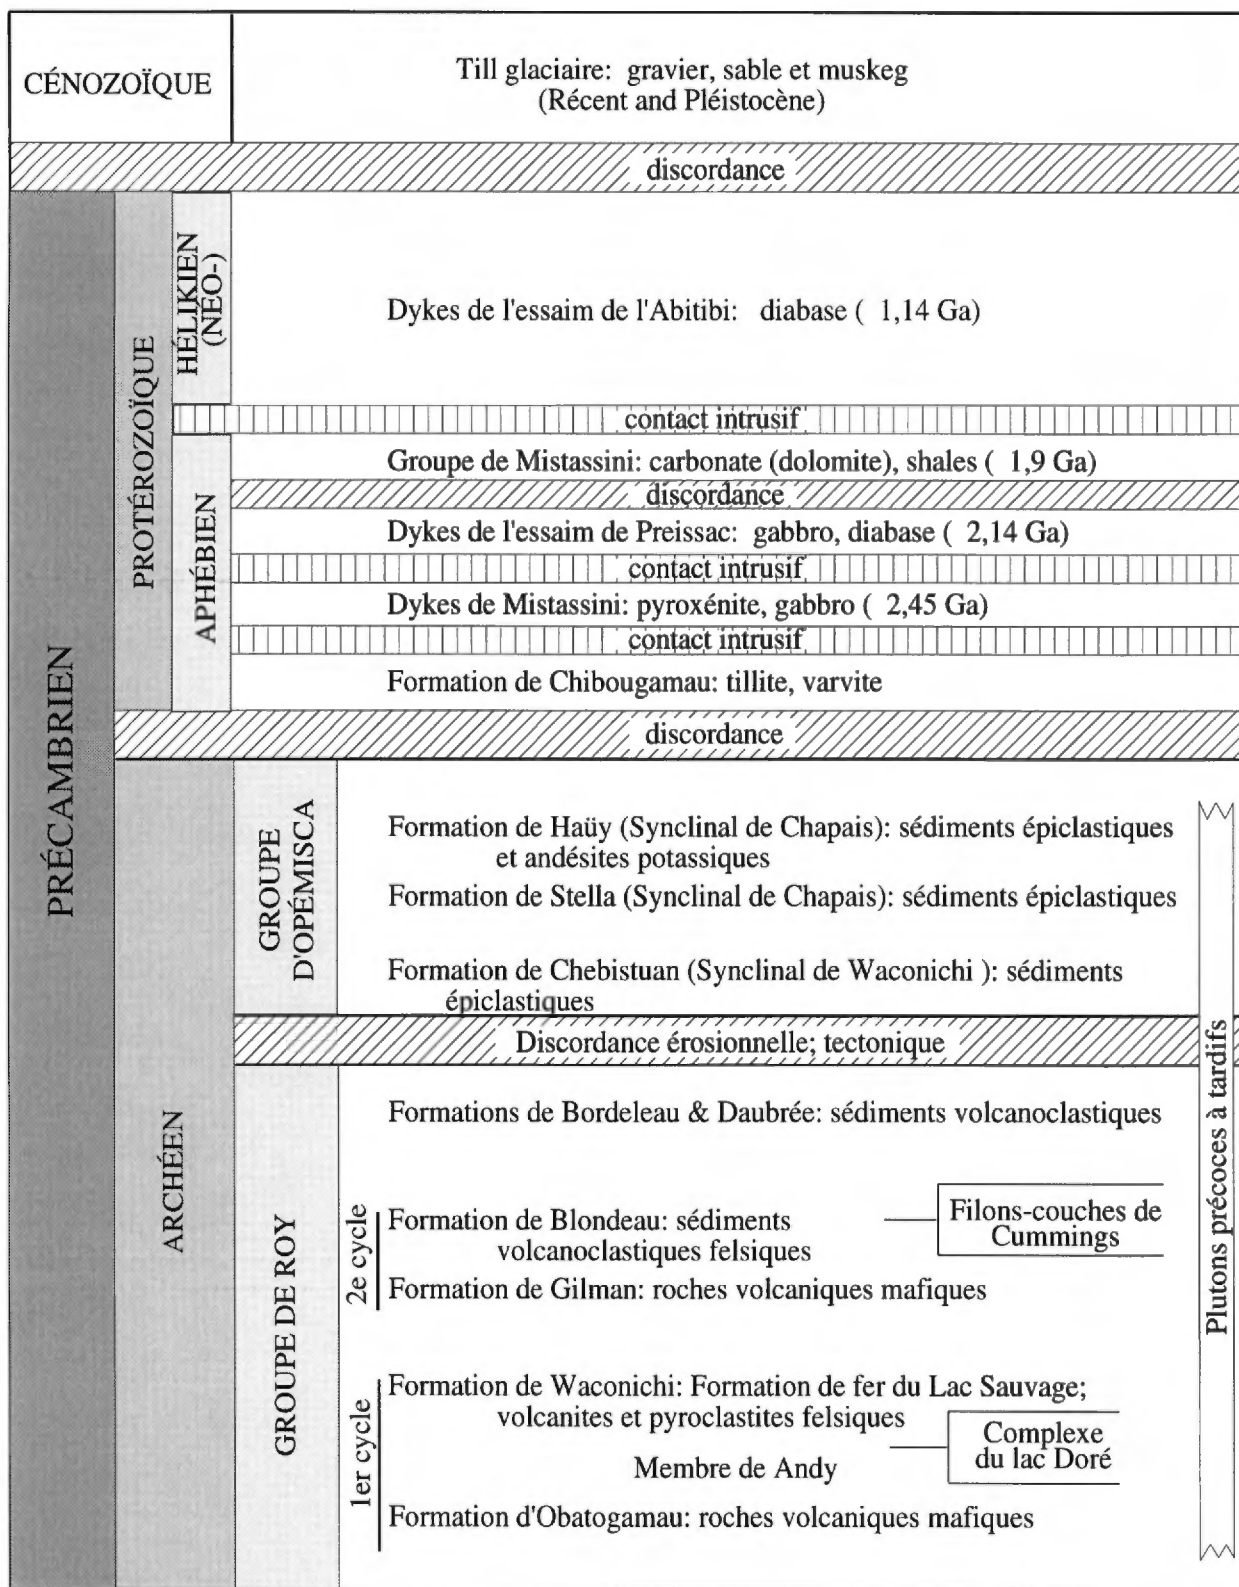 CÉNOZOÏQUE
Till glaciaire: gravier, sable et muskeg
(Récent and Pléistocène)
discordance
PRÉCAMBRIEN
PROTÉROZOÏQUE
HÉLIKIEN
(NÉO-)
Dykes de l'essaim de l'Abitibi: diabase ( 1,14 Ga)
contact intrusif
APHÉBIEN
Groupe de Mistassini: carbonate (dolomite), shales ( 1,9 Ga)
discordance
Dykes de l'essaim de Preissac: gabbro, diabase ( 2,14 Ga)
contact intrusif
Dykes de Mistassini: pyroxénite, gabbro ( 2,45 Ga)
contact intrusif
Formation de Chibougamau: tillite, varvite
discordance
ARCHÉEN
GROUPE
D'OPÉMISCA
Formation de Haüy (Synclinal de Chapais): sédiments épiclastiques
et andésites potassiques
Formation de Stella (Synclinal de Chapais): sédiments épiclastiques
Formation de Chebistuan (Synclinal de Waconichi ): sédiments
épiclastiques
Discordance érosionnelle; tectonique
GROUPE DE ROY
Formations de Bordeleau & Daubrée: sédiments volcanoclastiques
2e cycle
Formation de Blondeau: sédiments
volcanoclastiques felsiques
Filons-couches de
Cummings
Formation de Gilman: roches volcaniques mafiques
1er cycle
Formation de Waconichi: Formation de fer du Lac Sauvage;
volcanites et pyroclastites felsiques
Membre de Andy
Complexe
du lac Doré
Formation d'Obatogamau: roches volcaniques mafiques
Plutons précoces à tardifs